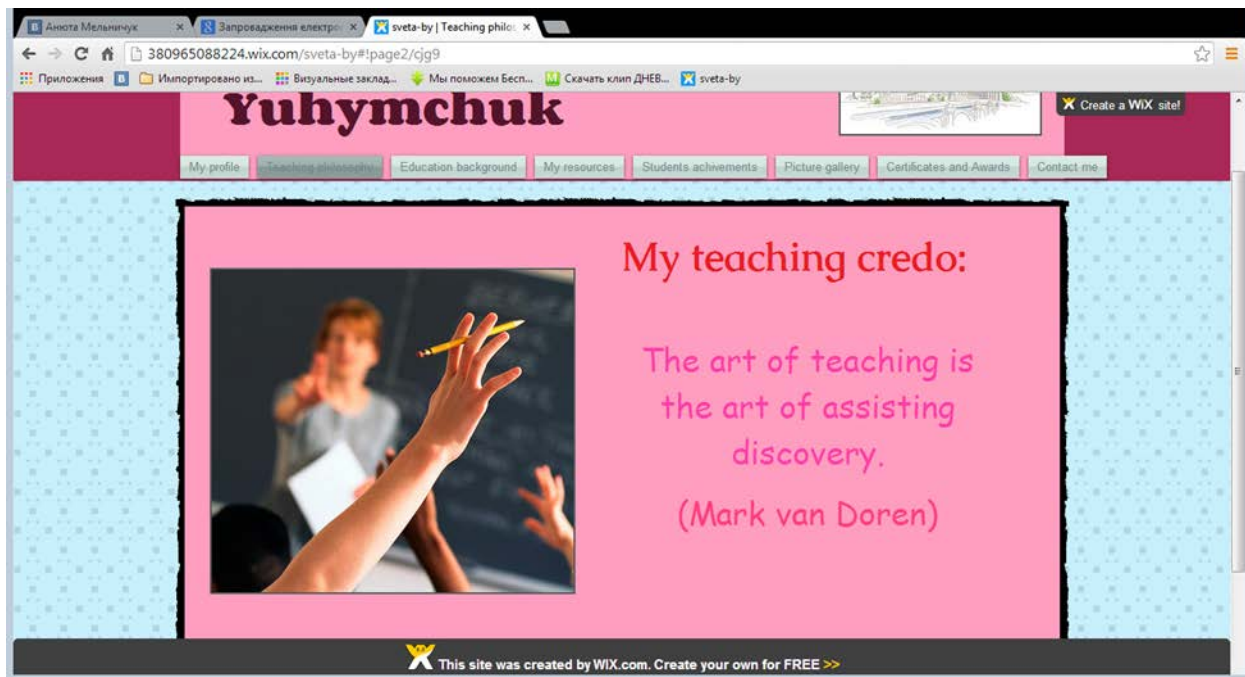 Анюта Мельничук
Запровадження електро
sveta-by | Teaching philo
380965088224.wix.com/sveta-by#!page2/cjg9
Приложения
Импортировано из...
Визуальные заклад...
Мы поможем Бесп...
Скачать клип ДНЕВ...
sveta-by
Yuhymchuk
Create a WiX site!
My profile
Teaching philosophy
Education background
My resources
Students achivements
Picture gallery
Certificates and Awards
Contact me
My teaching credo:
The art of teaching is
the art of assisting
discovery.
(Mark van Doren)
This site was created by WIX.com. Create your own for FREE >>